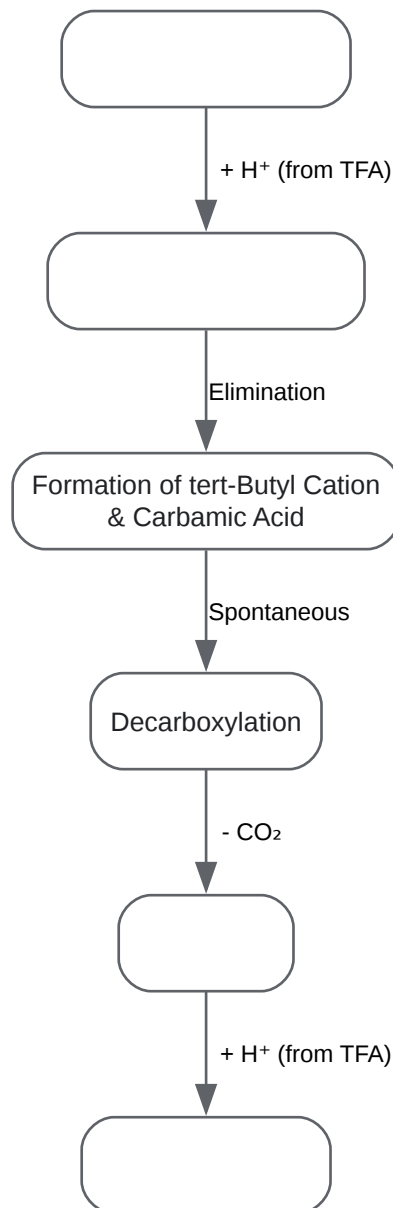 + H⁺ (from TFA)
Elimination
Formation of tert-Butyl Cation
& Carbamic Acid
Spontaneous
Decarboxylation
- CO₂
+ H⁺ (from TFA)